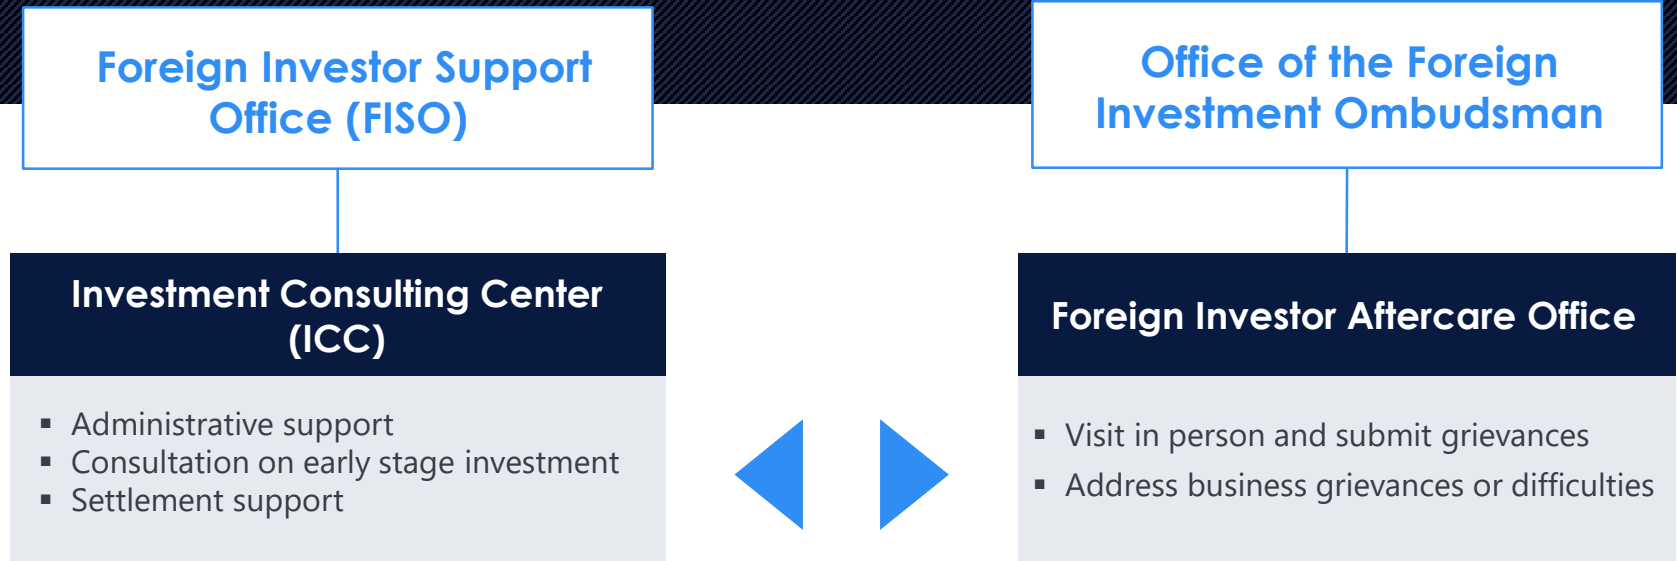 Foreign Investor Support
Office (FISO)
Investment Consulting Center
(ICC)
▪ Administrative support
▪ Consultation on early stage investment
▪ Settlement support
Office of the Foreign
Investment Ombudsman
Foreign Investor Aftercare Office
▪ Visit in person and submit grievances
▪ Address business grievances or difficulties